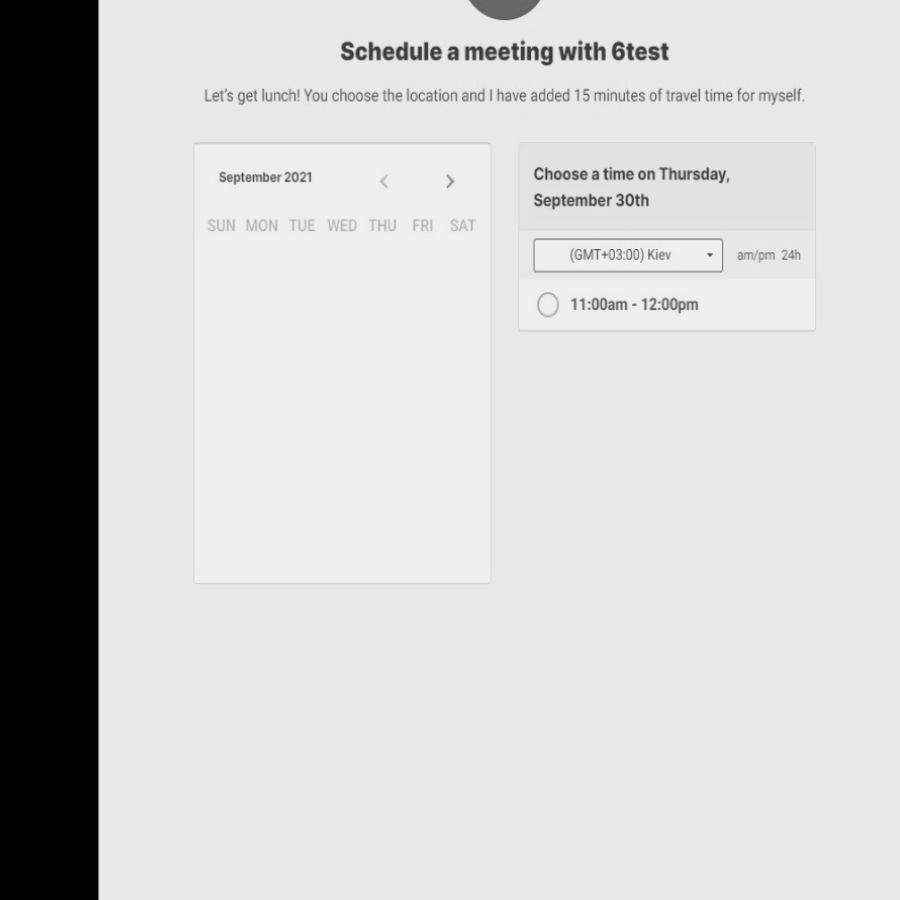 Schedule a meeting with 6test
Let's get lunch! You choose the location and I have added 15 minutes of travel time for myself.
September 2021
SUN MON TUE WED THU FRI SAT
Choose a time on Thursday,
September 30th
(GMT+03:00) Kiev
am/pm 24h
11:00am - 12:00pm